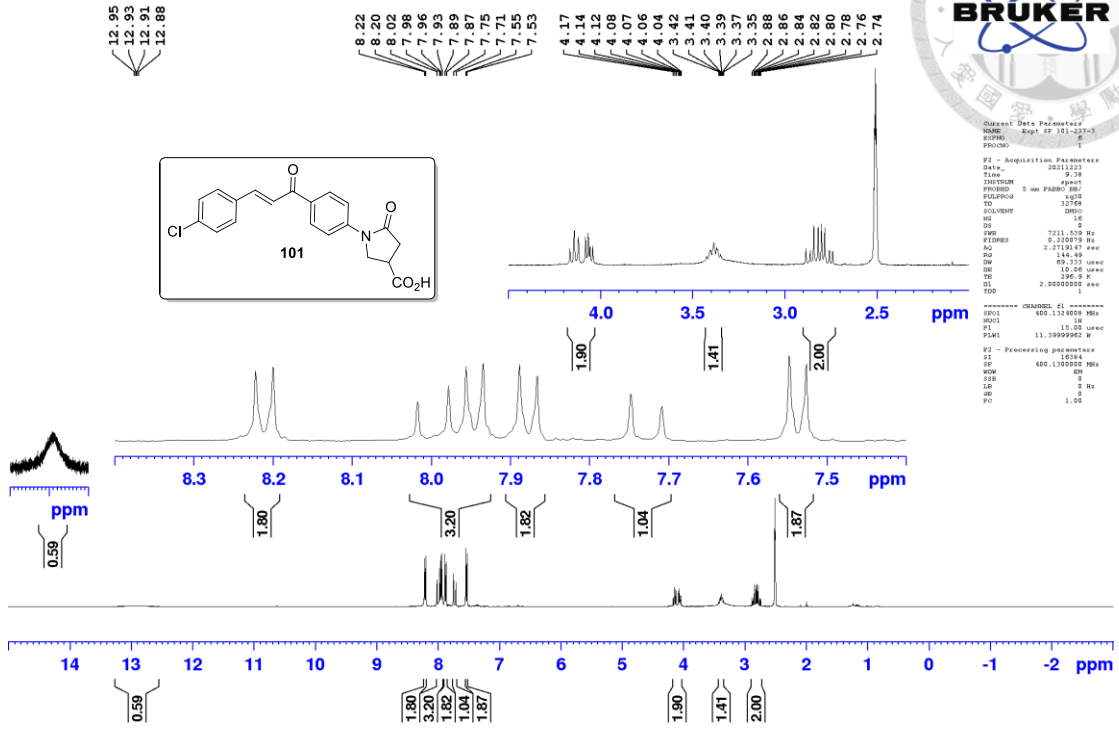 12.95
12.93
12.91
12.88
8.22
8.20
8.02
7.98
7.96
7.93
7.89
7.87
7.75
7.71
7.55
7.53
4.17
4.14
4.12
4.08
4.07
4.06
4.04
3.42
3.41
3.40
3.39
3.37
3.35
2.88
2.86
2.84
2.82
2.80
2.78
2.76
2.74
BRUKER
Current Data Parameters
NAME Expt SP 101-237-3
EXPNO 6
PROCNO 1
F2 - Acquisition Parameters
Date_ 20211223
Time 9.38
INSTRUM spect
PROBHD 5 mm PABBO BB/
PULPROG zg30
TD 32768
SOLVENT DMSO
NS 16
DS 0
SWH 7211.539 Hz
FIDRES 0.220079 Hz
AQ 2.2719147 sec
RG 144.49
DW 69.333 usec
DE 10.06 usec
TE 296.9 K
D1 2.00000000 sec
TD0 1
======== CHANNEL f1 ========
SFO1 400.1324008 MHz
NUC1 1H
P1 15.00 usec
PLW1 11.39999962 W
F2 - Processing parameters
SI 16384
SF 400.1300000 MHz
WDW EM
SSB 0
LB 0 Hz
GB 0
PC 1.00
O
O
N
Cl
101
CO₂H
4.0 3.5 3.0 2.5 ppm
1.90 1.41 2.00
8.3 8.2 8.1 8.0 7.9 7.8 7.7 7.6 7.5 ppm
1.80 3.20 1.82 1.04 1.87
ppm
0.59
14 13 12 11 10 9 8 7 6 5 4 3 2 1 0 -1 -2 ppm
0.59 1.80 3.20 1.82 1.04 1.87 1.90 1.41 2.00